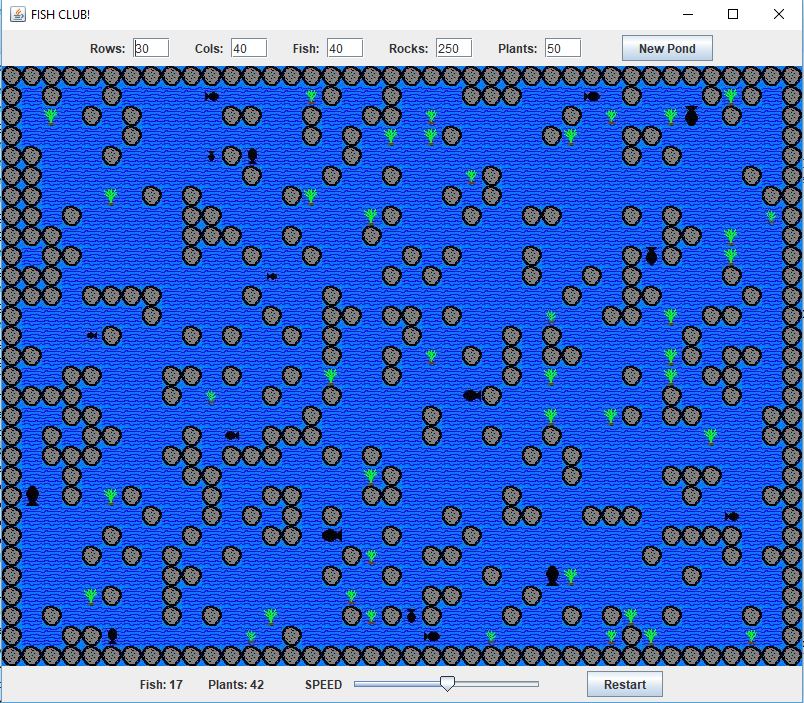 FISH CLUB!
Rows: 30 Cols: 40 Fish: 40 Rocks: 250 Plants: 50 New Pond
Fish: 17 Plants: 42 SPEED Restart